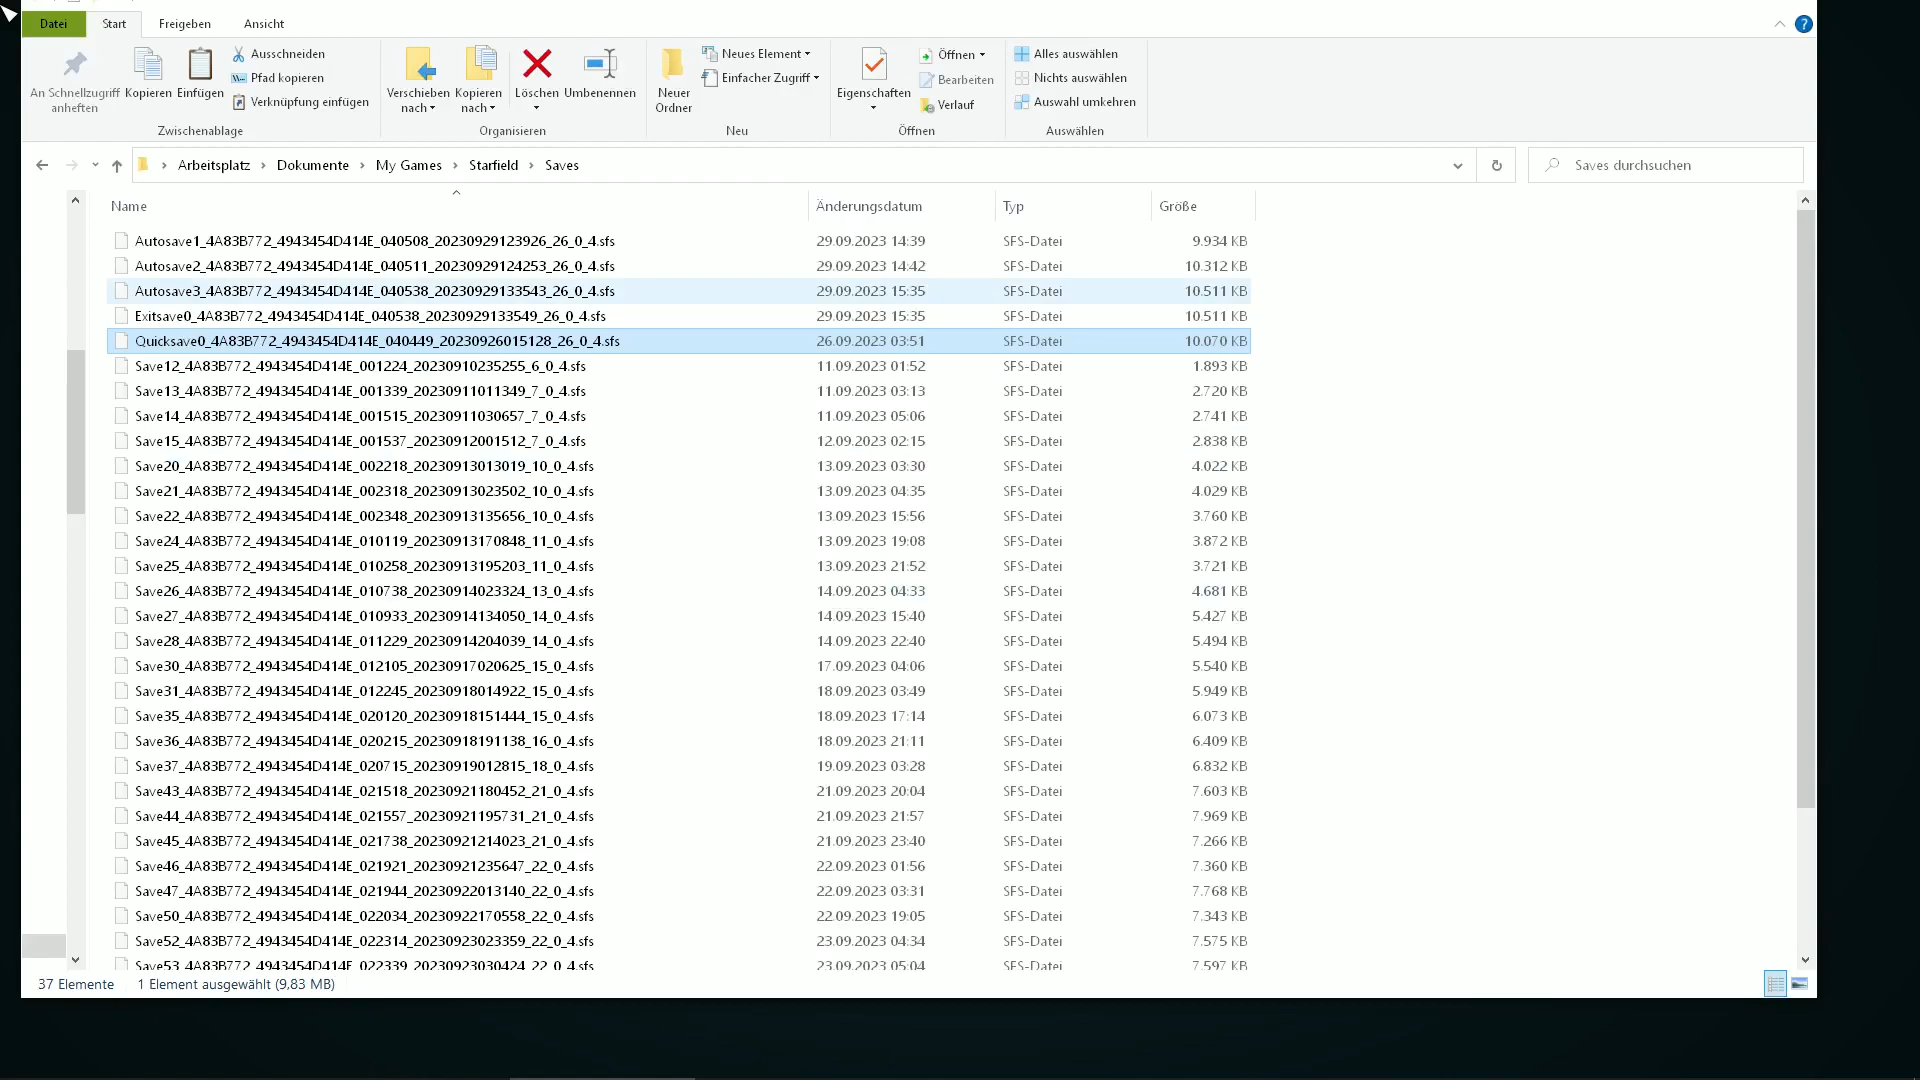 Datei Start Freigeben Ansicht
An Schnellzugriff anheften
Kopieren
Einfügen
Ausschneiden
Pfad kopieren
Verknüpfung einfügen
Zwischenablage
Verschieben nach
Kopieren nach
Löschen
Umbenennen
Organisieren
Neuer Ordner
Neues Element
Einfacher Zugriff
Neu
Eigenschaften
Öffnen
Bearbeiten
Verlauf
Öffnen
Alles auswählen
Nichts auswählen
Auswahl umkehren
Auswählen
Arbeitsplatz › Dokumente › My Games › Starfield › Saves
Saves durchsuchen
Name Änderungsdatum Typ Größe
Autosave1_4A83B772_4943454D414E_040508_20230929123926_26_0_4.sfs 29.09.2023 14:39 SFS-Datei 9.934 KB
Autosave2_4A83B772_4943454D414E_040511_20230929124253_26_0_4.sfs 29.09.2023 14:42 SFS-Datei 10.312 KB
Autosave3_4A83B772_4943454D414E_040538_20230929133543_26_0_4.sfs 29.09.2023 15:35 SFS-Datei 10.511 KB
Exitsave0_4A83B772_4943454D414E_040538_20230929133549_26_0_4.sfs 29.09.2023 15:35 SFS-Datei 10.511 KB
Quicksave0_4A83B772_4943454D414E_040449_20230926015128_26_0_4.sfs 26.09.2023 03:51 SFS-Datei 10.070 KB
Save12_4A83B772_4943454D414E_001224_20230910235255_6_0_4.sfs 11.09.2023 01:52 SFS-Datei 1.893 KB
Save13_4A83B772_4943454D414E_001339_20230911011349_7_0_4.sfs 11.09.2023 03:13 SFS-Datei 2.720 KB
Save14_4A83B772_4943454D414E_001515_20230911030657_7_0_4.sfs 11.09.2023 05:06 SFS-Datei 2.741 KB
Save15_4A83B772_4943454D414E_001537_20230912001512_7_0_4.sfs 12.09.2023 02:15 SFS-Datei 2.838 KB
Save20_4A83B772_4943454D414E_002218_20230913013019_10_0_4.sfs 13.09.2023 03:30 SFS-Datei 4.022 KB
Save21_4A83B772_4943454D414E_002318_20230913023502_10_0_4.sfs 13.09.2023 04:35 SFS-Datei 4.029 KB
Save22_4A83B772_4943454D414E_002348_20230913135656_10_0_4.sfs 13.09.2023 15:56 SFS-Datei 3.760 KB
Save24_4A83B772_4943454D414E_010119_20230913170848_11_0_4.sfs 13.09.2023 19:08 SFS-Datei 3.872 KB
Save25_4A83B772_4943454D414E_010258_20230913195203_11_0_4.sfs 13.09.2023 21:52 SFS-Datei 3.721 KB
Save26_4A83B772_4943454D414E_010738_20230914023324_13_0_4.sfs 14.09.2023 04:33 SFS-Datei 4.681 KB
Save27_4A83B772_4943454D414E_010933_20230914134050_14_0_4.sfs 14.09.2023 15:40 SFS-Datei 5.427 KB
Save28_4A83B772_4943454D414E_011229_20230914204039_14_0_4.sfs 14.09.2023 22:40 SFS-Datei 5.494 KB
Save30_4A83B772_4943454D414E_012105_20230917020625_15_0_4.sfs 17.09.2023 04:06 SFS-Datei 5.540 KB
Save31_4A83B772_4943454D414E_012245_20230918014922_15_0_4.sfs 18.09.2023 03:49 SFS-Datei 5.949 KB
Save35_4A83B772_4943454D414E_020120_20230918151444_15_0_4.sfs 18.09.2023 17:14 SFS-Datei 6.073 KB
Save36_4A83B772_4943454D414E_020215_20230918191138_16_0_4.sfs 18.09.2023 21:11 SFS-Datei 6.409 KB
Save37_4A83B772_4943454D414E_020715_20230919012815_18_0_4.sfs 19.09.2023 03:28 SFS-Datei 6.832 KB
Save43_4A83B772_4943454D414E_021518_20230921180452_21_0_4.sfs 21.09.2023 20:04 SFS-Datei 7.603 KB
Save44_4A83B772_4943454D414E_021557_20230921195731_21_0_4.sfs 21.09.2023 21:57 SFS-Datei 7.969 KB
Save45_4A83B772_4943454D414E_021738_20230921214023_21_0_4.sfs 21.09.2023 23:40 SFS-Datei 7.266 KB
Save46_4A83B772_4943454D414E_021921_20230921235647_22_0_4.sfs 22.09.2023 01:56 SFS-Datei 7.360 KB
Save47_4A83B772_4943454D414E_021944_20230922013140_22_0_4.sfs 22.09.2023 03:31 SFS-Datei 7.768 KB
Save50_4A83B772_4943454D414E_022034_20230922170558_22_0_4.sfs 22.09.2023 19:05 SFS-Datei 7.343 KB
Save52_4A83B772_4943454D414E_022314_20230923023359_22_0_4.sfs 23.09.2023 04:34 SFS-Datei 7.575 KB
Save53_4A83B772_4943454D414E_022339_20230923030424_22_0_4.sfs 23.09.2023 05:04 SFS-Datei 7.597 KB
37 Elemente 1 Element ausgewählt (9,83 MB)